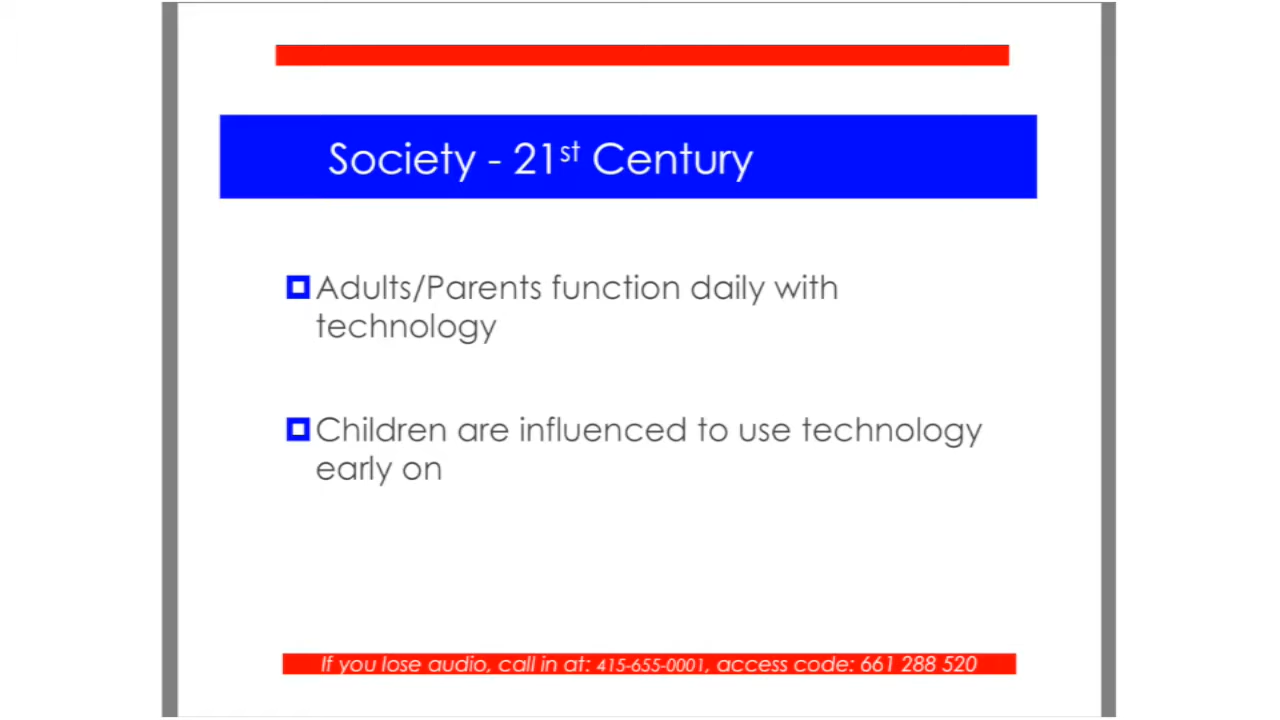 Society - 21st Century
Adults/Parents function daily with
technology
Children are influenced to use technology
early on
If you lose audio, call in at: 415-655-0001, access code: 661 288 520